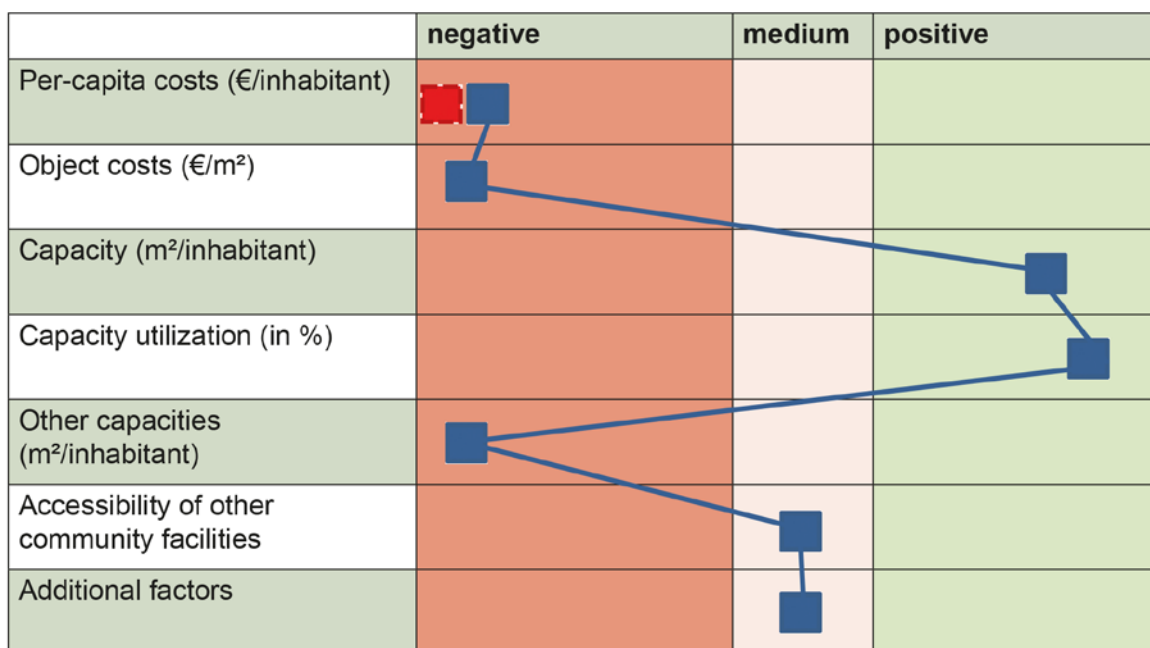 negative medium positive
Per-capita costs (€/inhabitant)
Object costs (€/m²)
Capacity (m²/inhabitant)
Capacity utilization (in %)
Other capacities
(m²/inhabitant)
Accessibility of other
community facilities
Additional factors